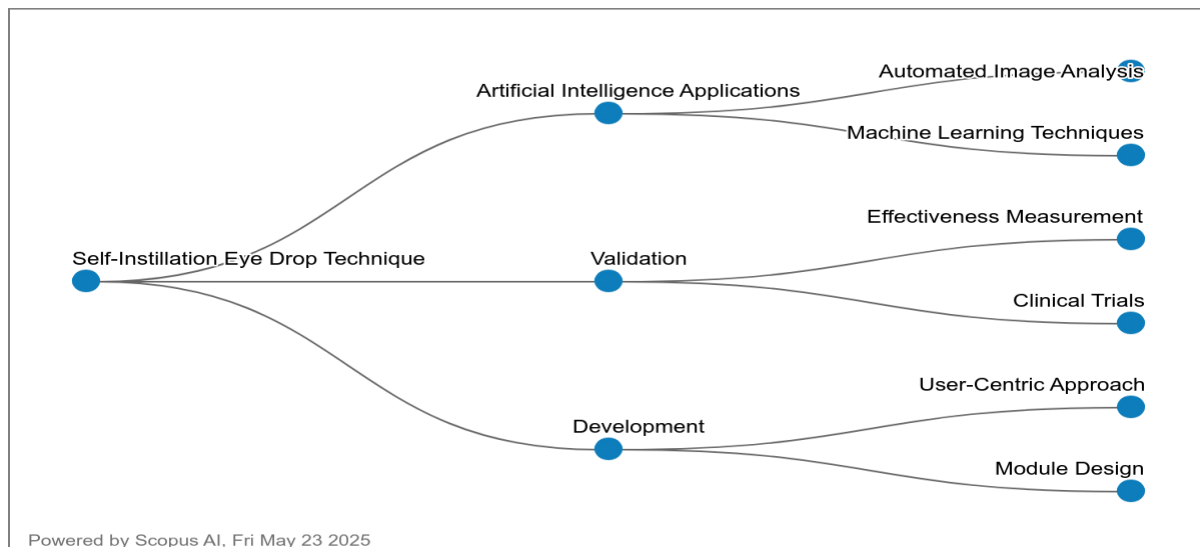 Automated Image Analysis
Artificial Intelligence Applications
Machine Learning Techniques
Effectiveness Measurement
Self-Instillation Eye Drop Technique
Validation
Clinical Trials
User-Centric Approach
Development
Module Design
Powered by Scopus AI, Fri May 23 2025